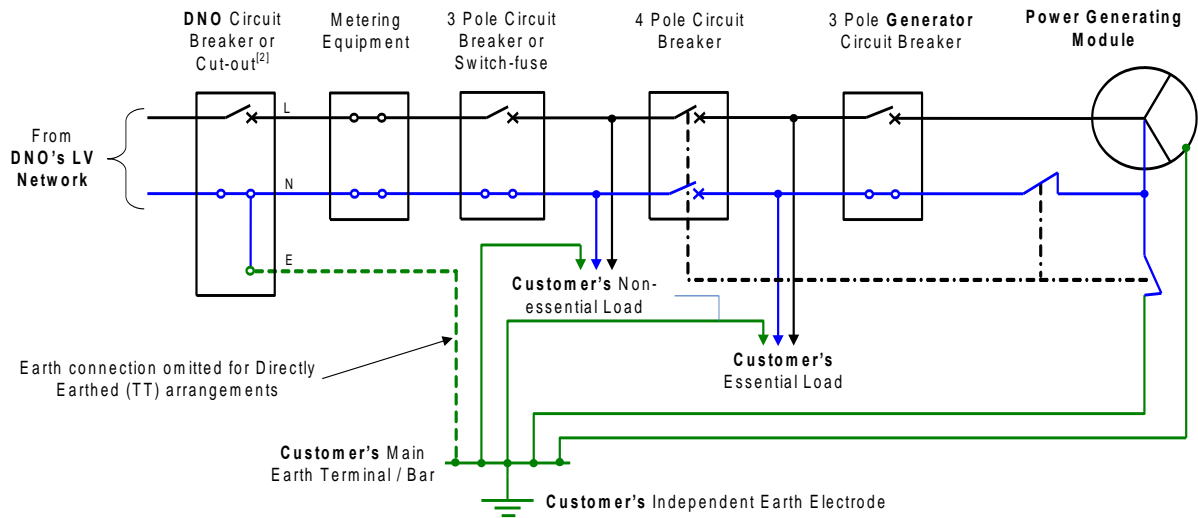 DNO Circuit
Breaker or
Cut-out[2]
Metering
Equipment
3 Pole Circuit
Breaker or
Switch-fuse
4 Pole Circuit
Breaker
3 Pole Generator
Circuit Breaker
Power Generating
Module
L
From
DNO's LV
Network
N
E
Customer's Non-
essential Load
Customer's
Essential Load
Earth connection omitted for Directly
Earthed (TT) arrangements
Customer's Main
Earth Terminal / Bar
Customer's Independent Earth Electrode